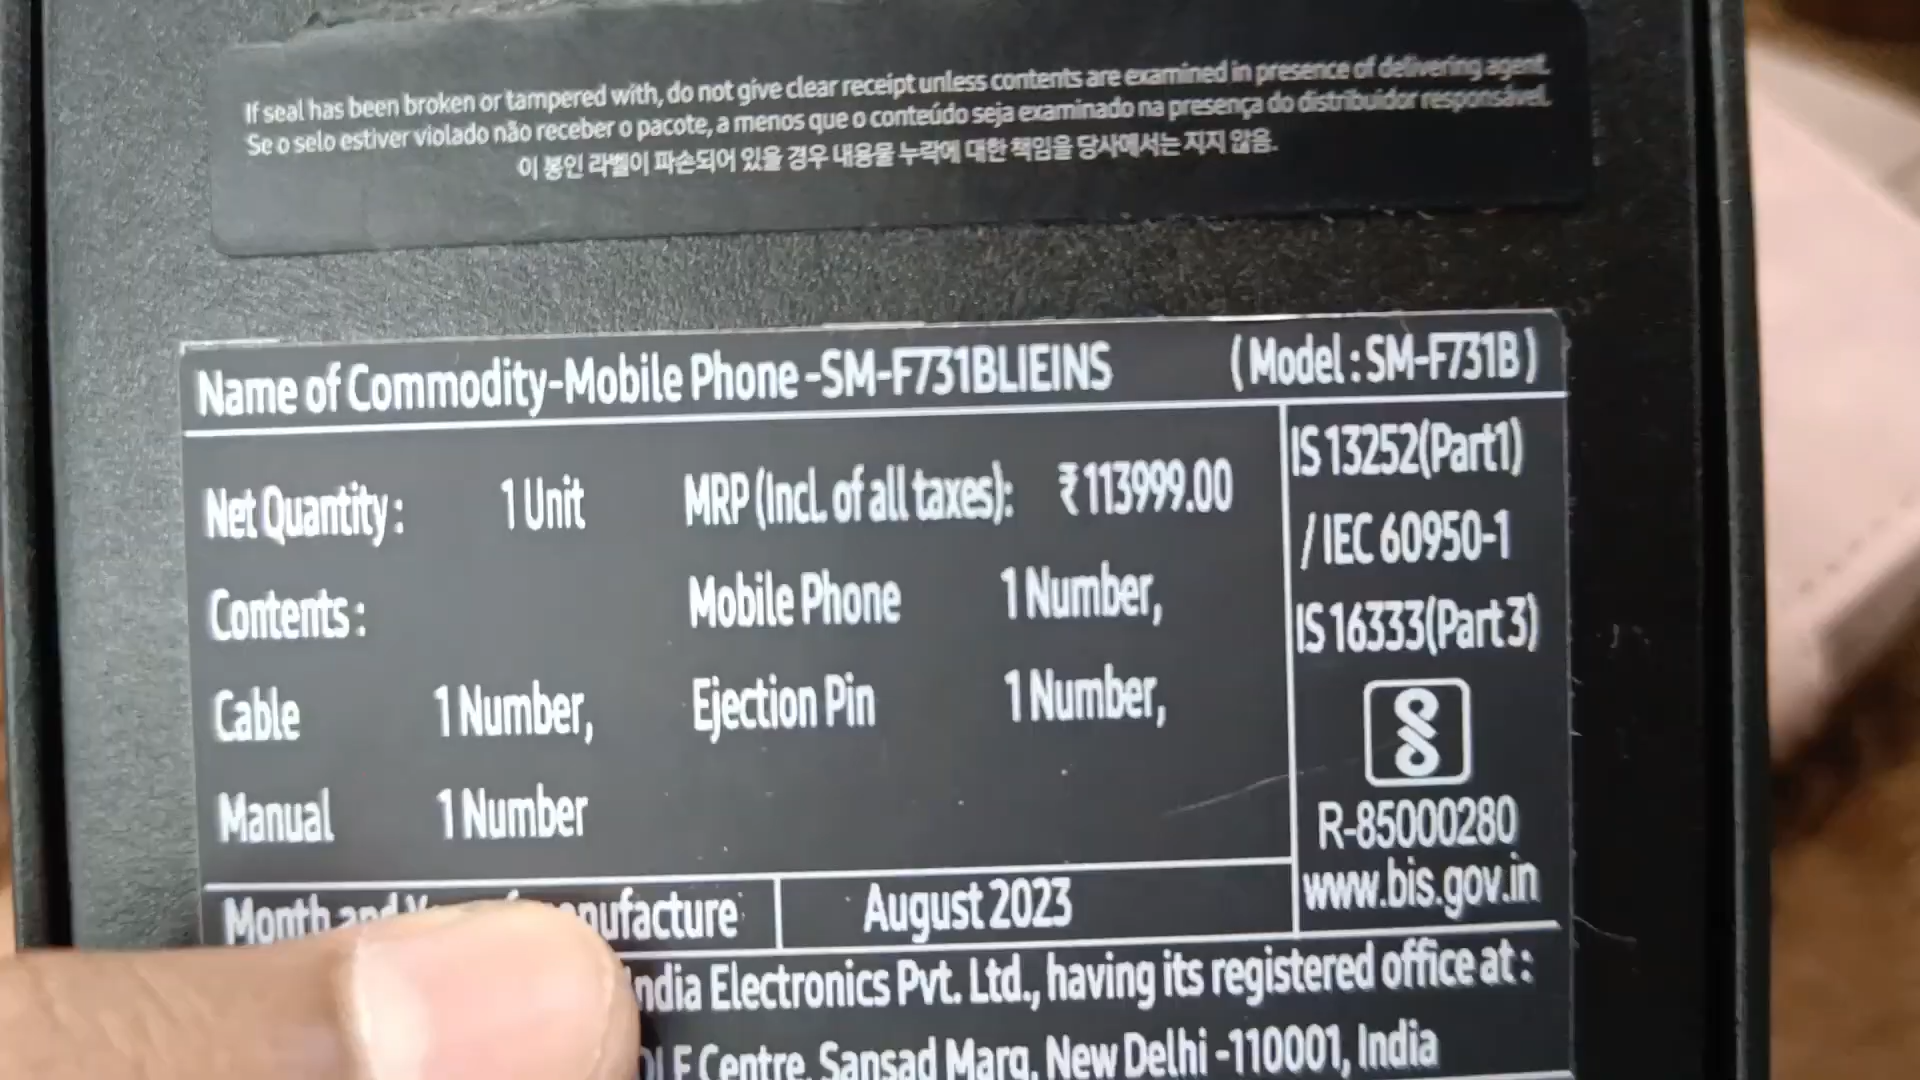 If seal has been broken or tampered with, do not give clear receipt unless contents are examined in presence of delivering agent.
Se o selo estiver violado não receber o pacote, a menos que o conteúdo seja examinado na presença do distribuidor responsável.
이 봉인 라벨이 파손되어 있을 경우 내용물 누락에 대한 책임을 당사에서는 지지 않음.
Name of Commodity-Mobile Phone -SM-F731BLIEINS (Model : SM-F731B)
Net Quantity : 1 Unit MRP (Incl. of all taxes): ₹113999.00
Contents : Mobile Phone 1 Number,
Cable 1 Number, Ejection Pin 1 Number,
Manual 1 Number
IS 13252(Part1)
/ IEC 60950-1
IS 16333(Part 3)
R-85000280
www.bis.gov.in
Month and August 2023
India Electronics Pvt. Ltd., having its registered office at :
Centre, Sansad Marg, New Delhi -110001, India